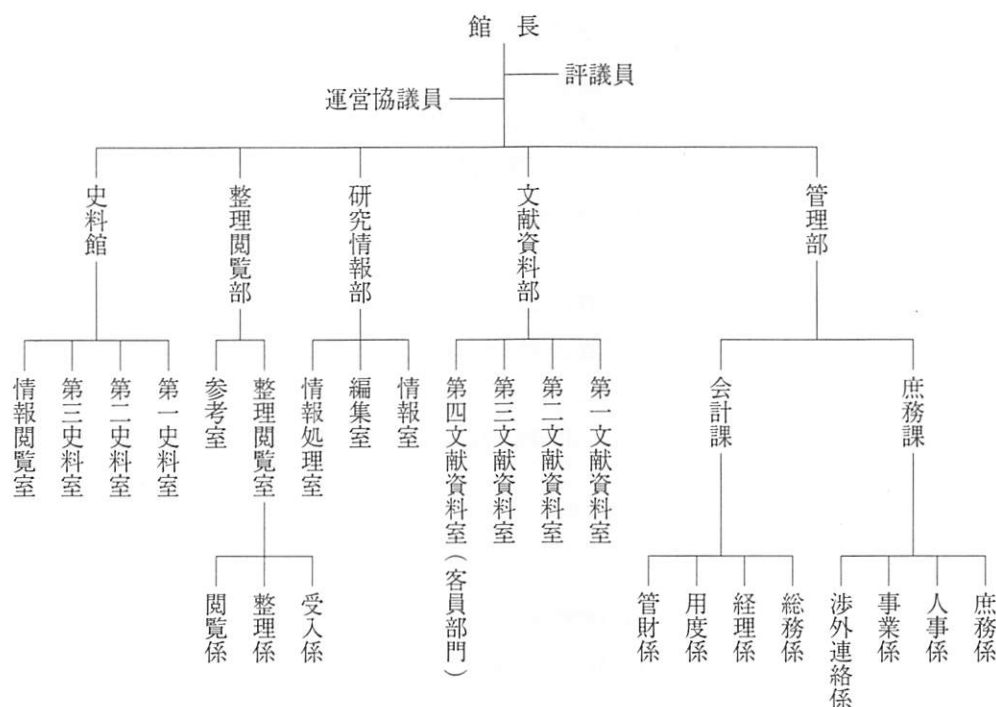 館長
評議員
運営協議員
管理部
文献資料部
研究情報部
整理閲覧部
史料館
庶務課
会計課
第一文献資料室
第二文献資料室
第三文献資料室
第四文献資料室(客員部門)
情報室
編集室
情報処理室
整理閲覧室
参考室
第一史料室
第二史料室
第三史料室
情報閲覧室
庶務係
人事係
事業係
渉外連絡係
総務係
経理係
用度係
管財係
受入係
整理係
閲覧係